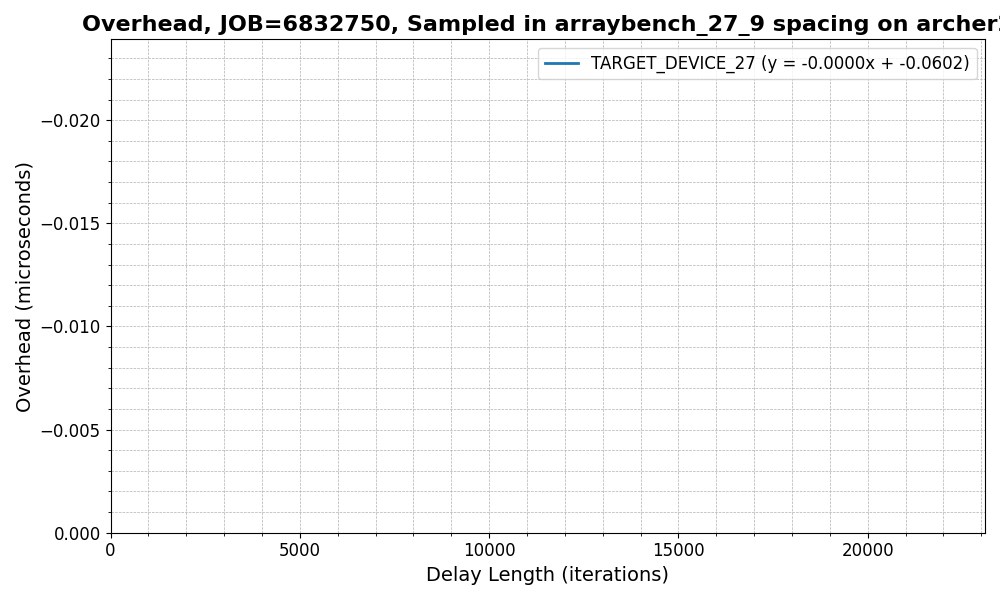 Overhead, JOB=6832750, Sampled in arraybench_27_9 spacing on archer
TARGET_DEVICE_27 (y = -0.0000x + -0.0602)
Overhead (microseconds)
−0.020
−0.015
−0.010
−0.005
0.000
0 5000 10000 15000 20000
Delay Length (iterations)